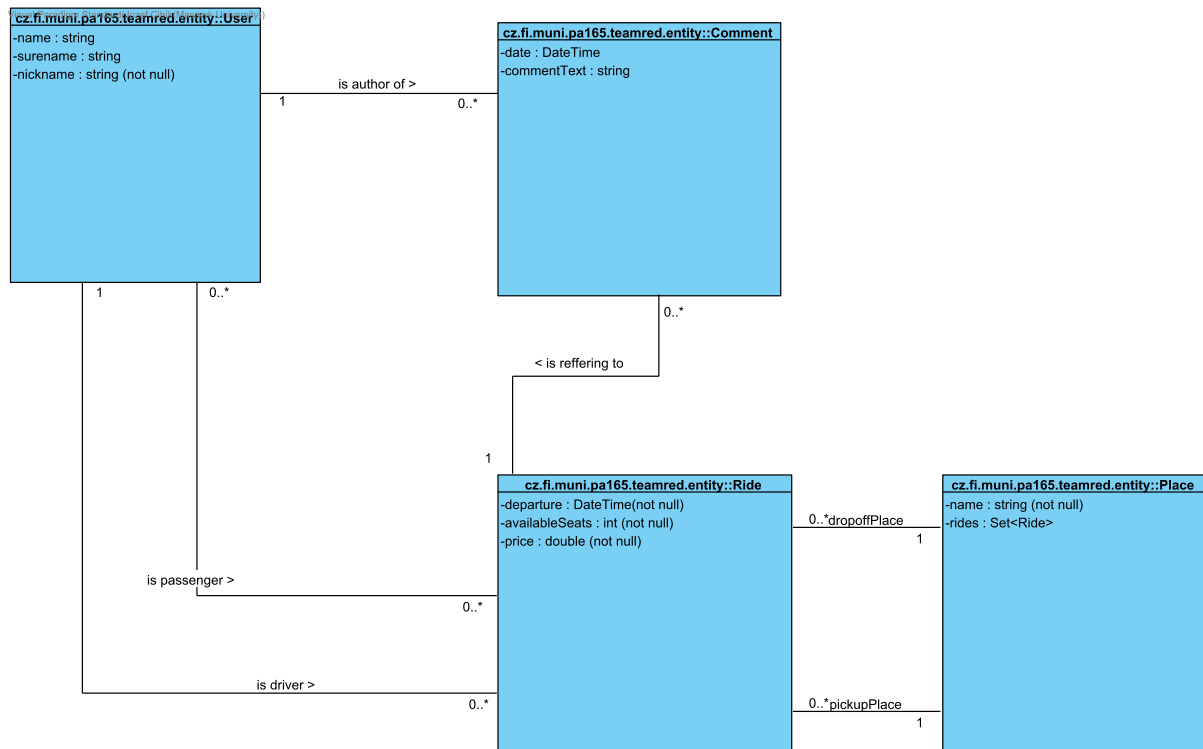 cz.fi.muni.pa165.teamred.entity::User
-name : string
-surename : string
-nickname : string (not null)
is author of >
1
0..*
cz.fi.muni.pa165.teamred.entity::Comment
-date : DateTime
-commentText : string
1
0..*
0..*
< is reffering to
1
cz.fi.muni.pa165.teamred.entity::Ride
-departure : DateTime(not null)
-availableSeats : int (not null)
-price : double (not null)
cz.fi.muni.pa165.teamred.entity::Place
-name : string (not null)
-rides : Set<Ride>
0..*
dropoffPlace
1
is passenger >
0..*
is driver >
0..*
0..*
pickupPlace
1